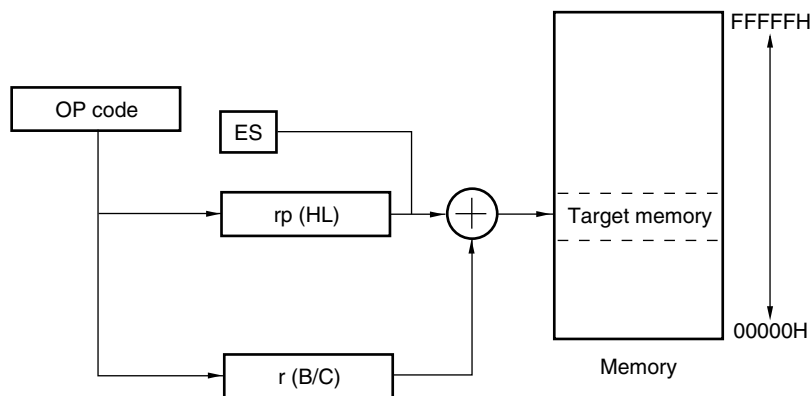 FFFFFH
OP code
ES
rp (HL)
Target memory
r (B/C)
00000H
Memory